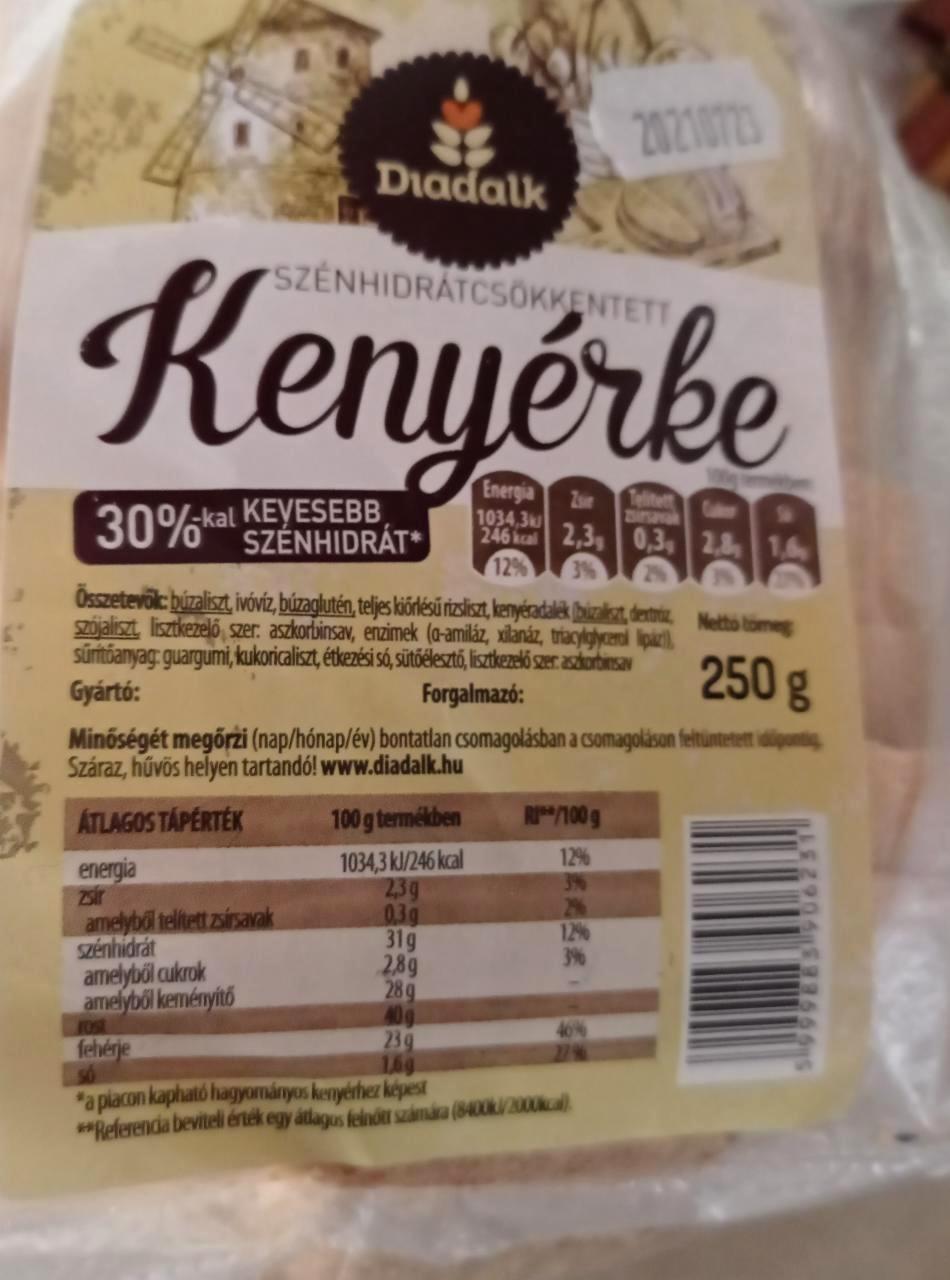 Diadalk
20210723
SZÉNHIDRÁTCSÖKKENTETT
Kenyérke
30%-kal KEVESEBB
SZÉNHIDRÁT*
100g termékben
Energia Zsír Telített Cukor Só
zsírsavak
1034,3kJ
246 kcal 2,3g 0,3g 2,8g 1,6g
12% 3% 2% 3% 27%
Összetevők: búzaliszt, ivóvíz, búzaglutén, teljes kiőrlésű rizsliszt, kenyéradalék (búzaliszt, dextróz,
szójaliszt, lisztkezelő szer: aszkorbinsav, enzimek (α-amiláz, xilanáz, triacylglycerol lipáz)),
sűrítőanyag: guargumi, kukoricaliszt, étkezési só, sütőélesztő, lisztkezelő szer: aszkorbinsav
Nettó tömeg:
250 g
Gyártó: Forgalmazó:
Minőségét megőrzi (nap/hónap/év) bontatlan csomagolásban a csomagoláson feltüntetett időpontig.
Száraz, hűvös helyen tartandó! www.diadalk.hu
ÁTLAGOS TÁPÉRTÉK 100 g termékben RI**/100 g
energia 1034,3 kJ/246 kcal 12%
zsír 2,3 g 3%
amelyből telített zsírsavak 0,3 g 2%
szénhidrát 31 g 12%
amelyből cukrok 2,8 g 3%
amelyből keményítő 28 g -
rost 40 g -
fehérje 23 g 46%
só 1,6 g 27 %
*a piacon kapható hagyományos kenyérhez képest
**Referencia beviteli érték egy átlagos felnőtt számára (8400kJ/2000kcal).